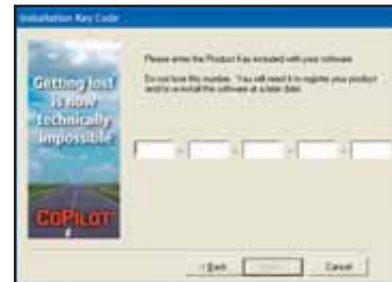 Installation Key Code
Please enter the Product Key included with your software.
Do not lose this number. You will need it to register your product
and/or re-install the software at a later date.
Getting lost
is now
technically
impossible.
- - - -
COPILOT
< Back
Cancel